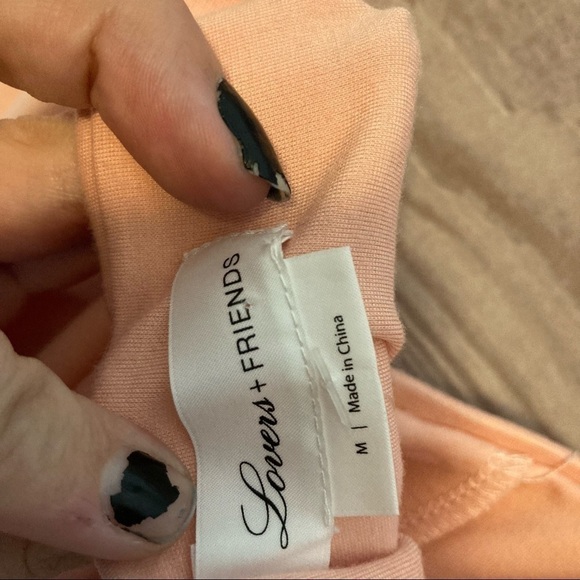 Lovers + FRIENDS
M | Made in China